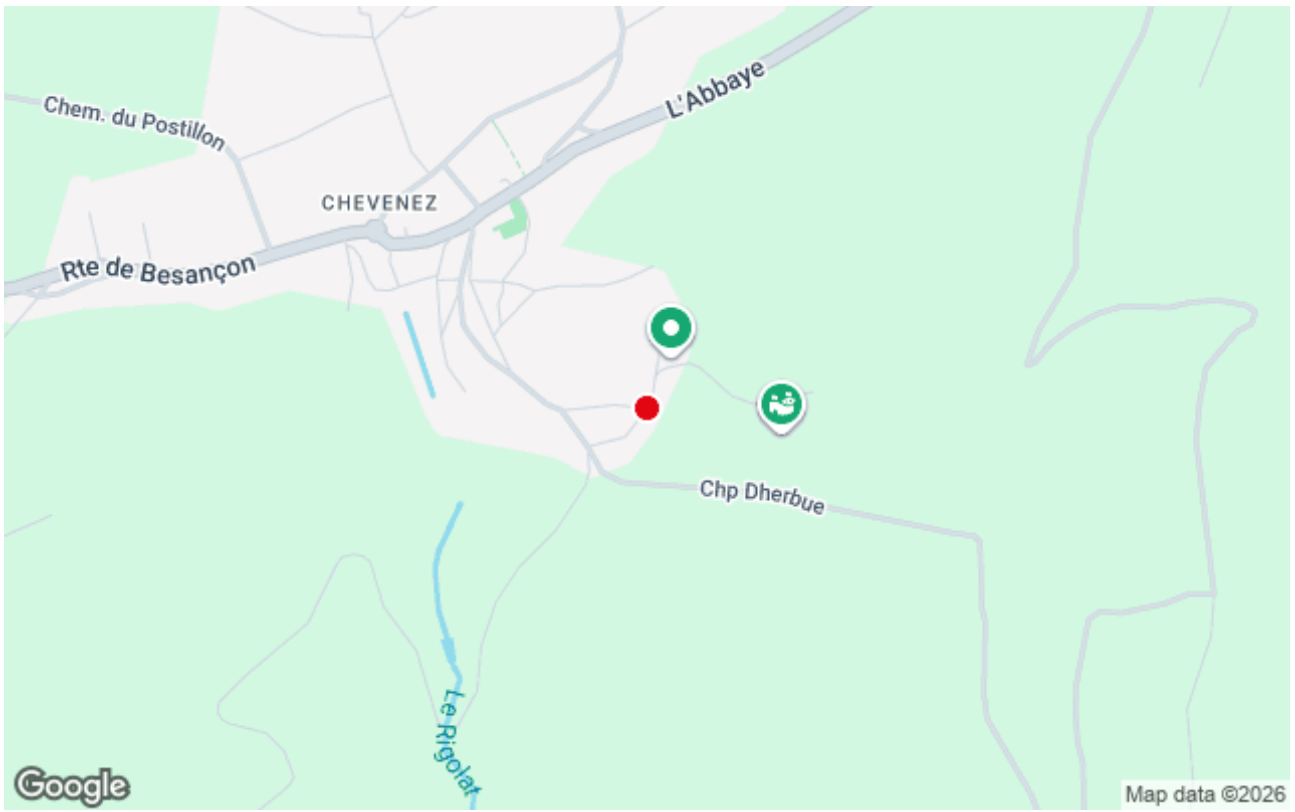 L'Abbaye
Chem. du Postillon
CHEVENEZ
Rte de Besançon
Chp Dherbue
Le Rigolat
Google
Map data ©2026